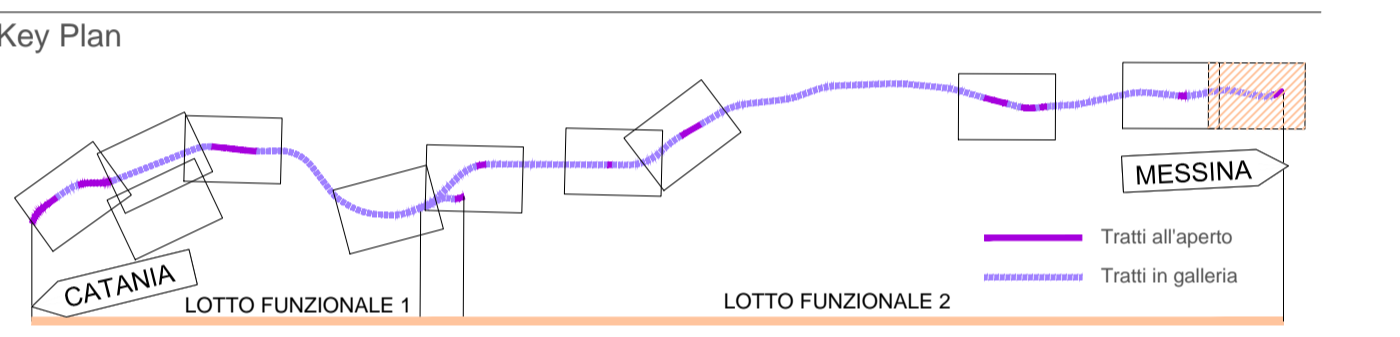 Key Plan
MESSINA
Tratti all'aperto
Tratti in galleria
CATANIA
LOTTO FUNZIONALE 1
LOTTO FUNZIONALE 2